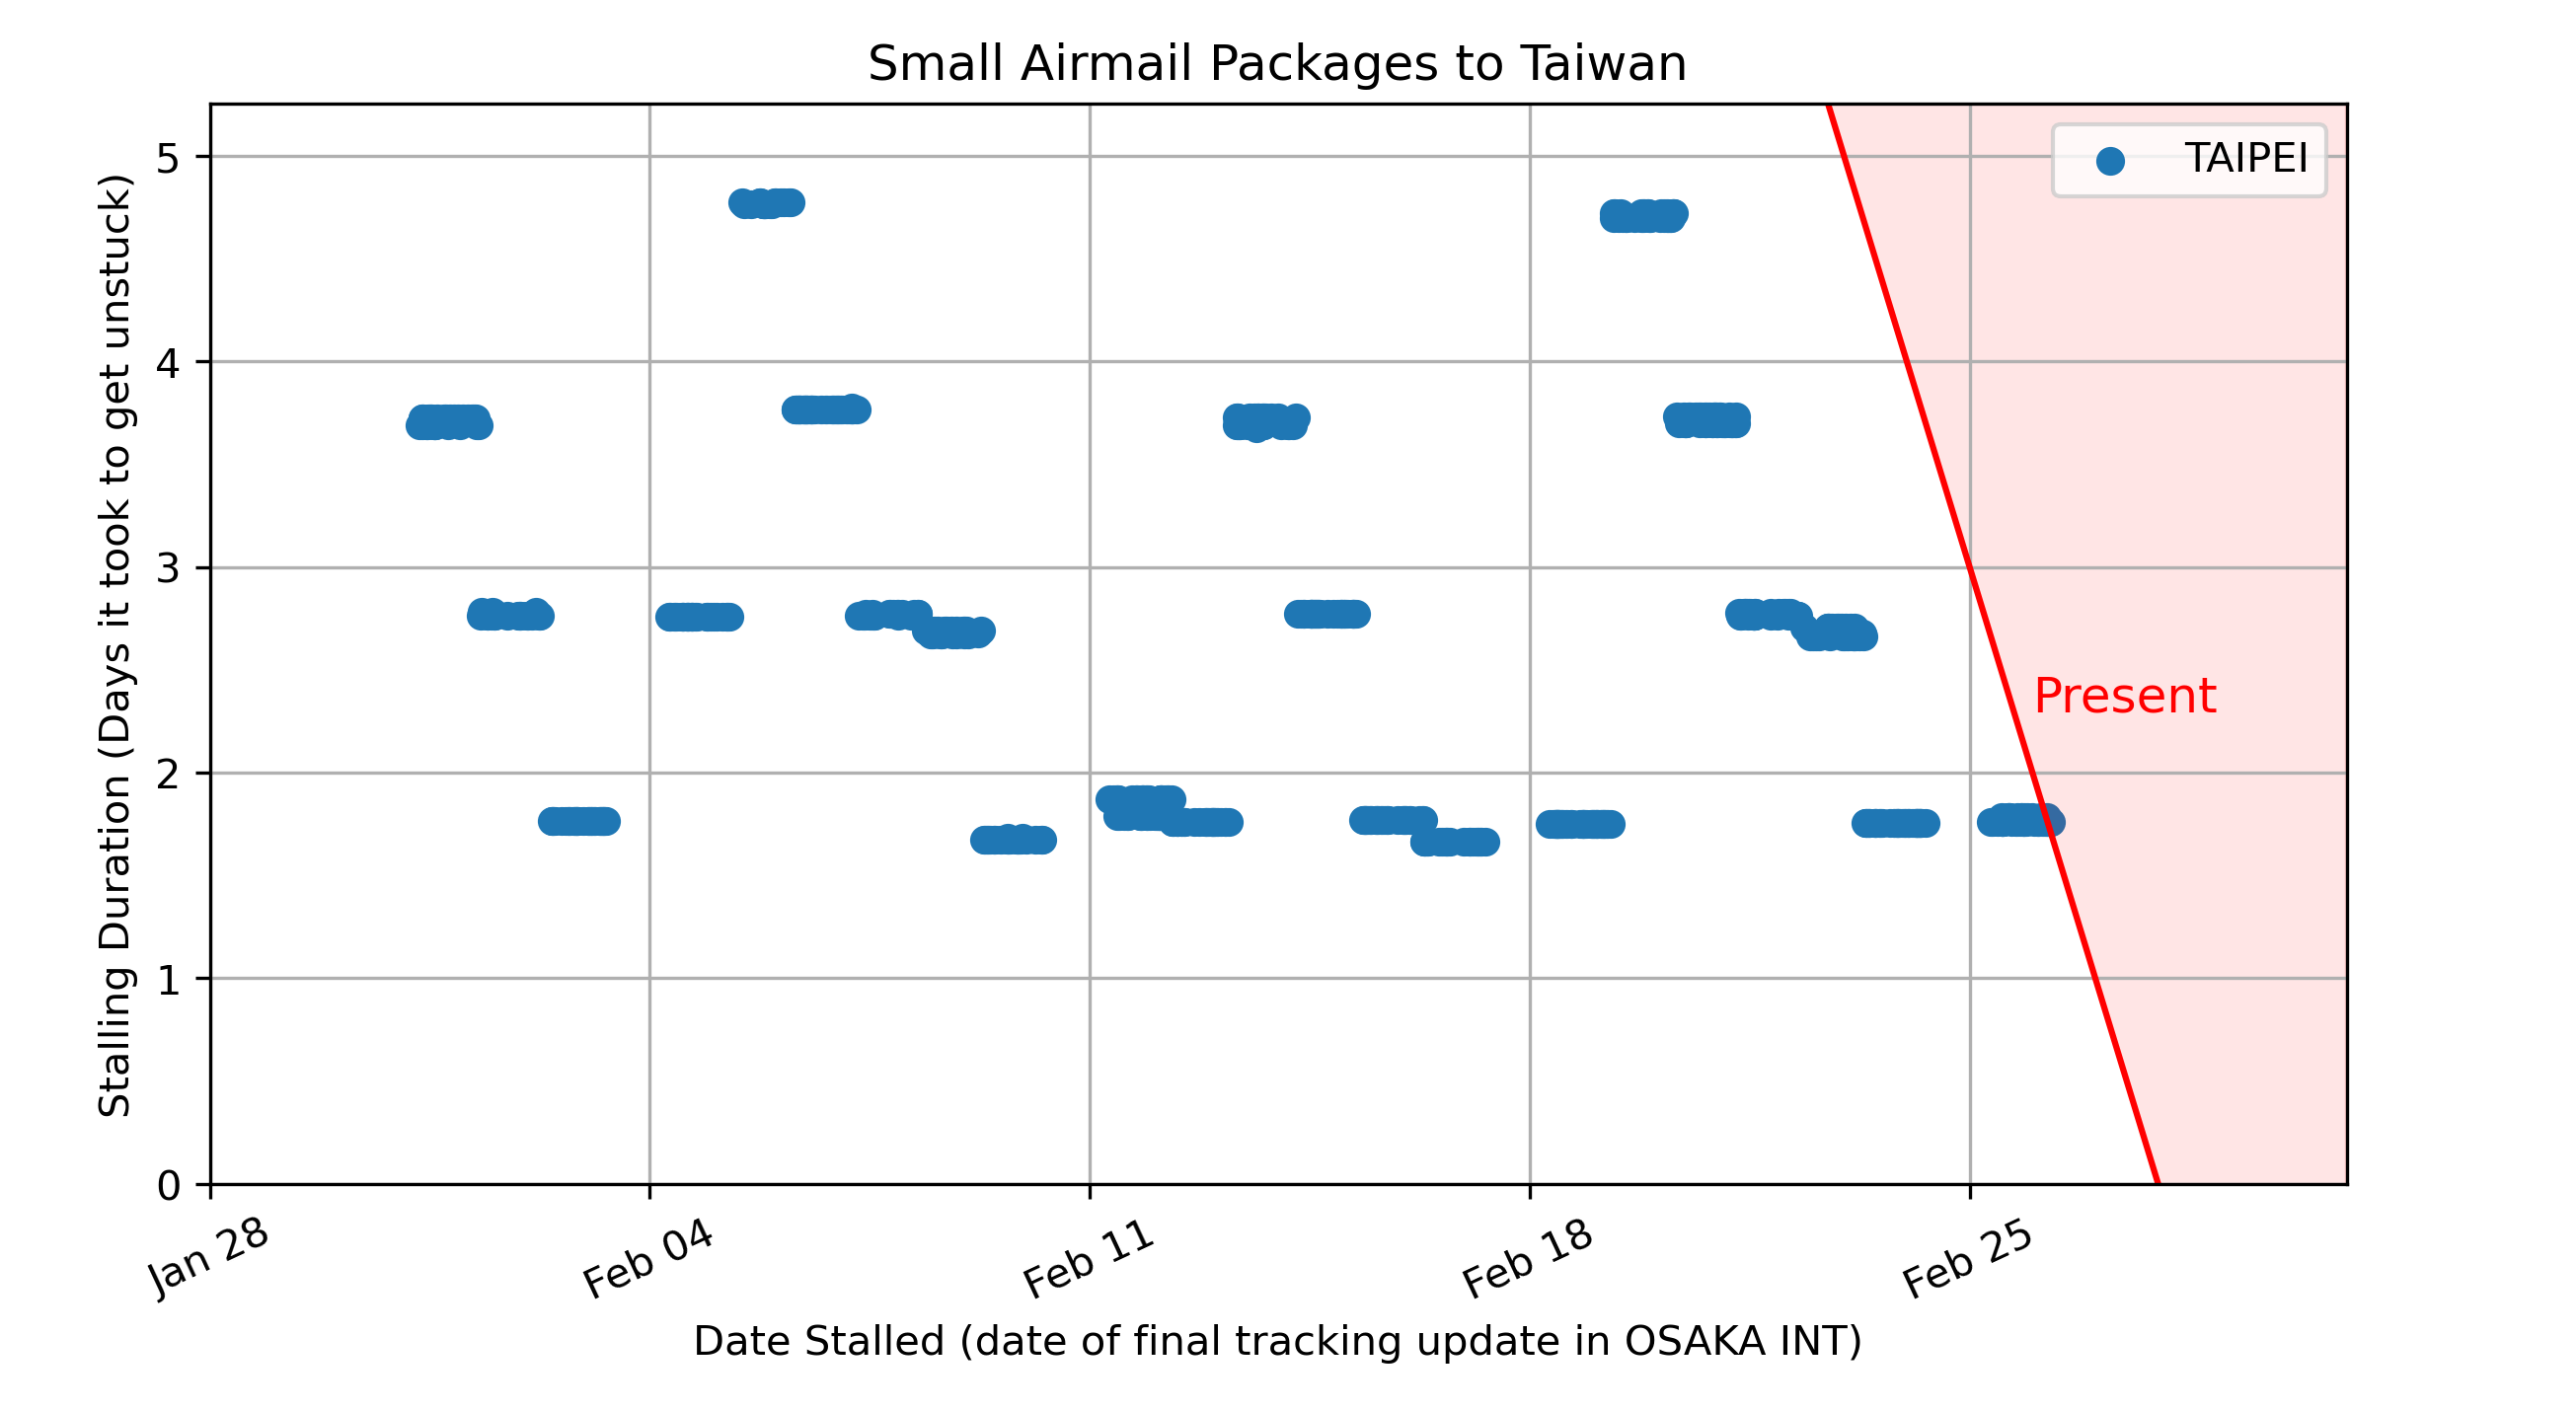 Small Airmail Packages to Taiwan
TAIPEI
Stalling Duration (Days it took to get unstuck)
5
4
3
2
1
0
Present
Jan 28
Feb 04
Feb 11
Feb 18
Feb 25
Date Stalled (date of final tracking update in OSAKA INT)